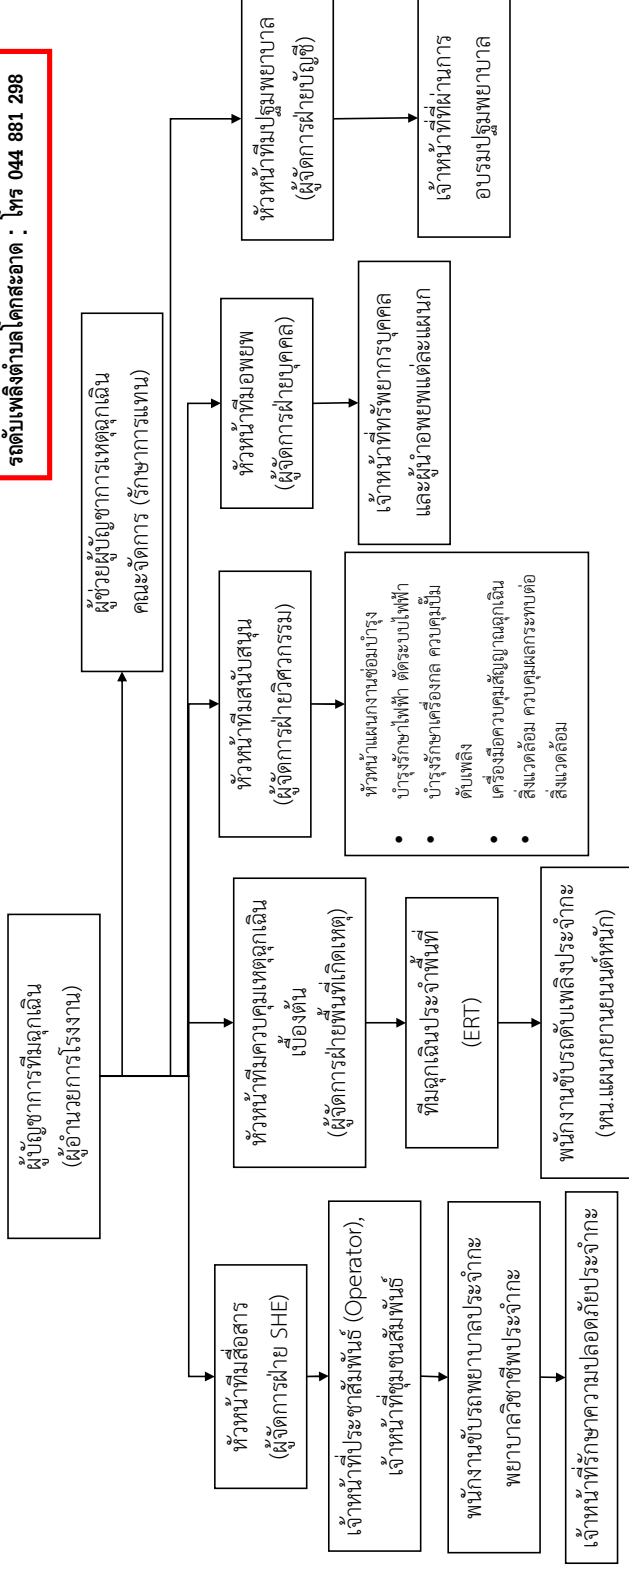 รถดับเพลิงตำบลโคกสะอาด : โทร 044 881 298
ผู้บัญชาการทีมฉุกเฉิน
(ผู้อำนวยการโรงงาน)
ผู้ช่วยผู้บัญชาการเหตุฉุกเฉิน
คณะจัดการ (รักษาการแทน)
หัวหน้าทีมสื่อสาร
(ผู้จัดการฝ่าย SHE)
เจ้าหน้าที่ประชาสัมพันธ์ (Operator),
เจ้าหน้าที่ชุมชนสัมพันธ์
พนักงานขับรถพยาบาลประจำกะ
พยาบาลวิชาชีพประจำกะ
เจ้าหน้าที่รักษาความปลอดภัยประจำกะ
หัวหน้าทีมควบคุมเหตุฉุกเฉิน
เบื้องต้น
(ผู้จัดการฝ่ายพื้นที่เกิดเหตุ)
ทีมฉุกเฉินประจำพื้นที่
(ERT)
พนักงานขับรถดับเพลิงประจำกะ
(หน.แผนกยานยนต์หนัก)
หัวหน้าทีมสนับสนุน
(ผู้จัดการฝ่ายวิศวกรรม)
หัวหน้าแผนกงานซ่อมบำรุง
• บำรุงรักษาไฟฟ้า ตัดระบบไฟฟ้า
• บำรุงรักษาเครื่องกล ควบคุมปั๊ม
ดับเพลิง
• เครื่องมือควบคุมสัญญาณฉุกเฉิน
• สิ่งแวดล้อม ควบคุมผลกระทบต่อ
สิ่งแวดล้อม
หัวหน้าทีมอพยพ
(ผู้จัดการฝ่ายบุคคล)
เจ้าหน้าที่ทรัพยากรบุคคล
และผู้นำอพยพแต่ละแผนก
หัวหน้าทีมปฐมพยาบาล
(ผู้จัดการฝ่ายบัญชี)
เจ้าหน้าที่ที่ผ่านการ
อบรมปฐมพยาบาล